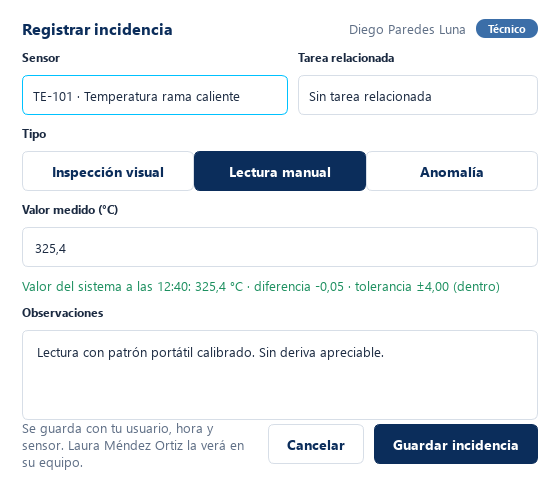 Registrar incidencia
Diego Paredes Luna
Técnico
Sensor
Tarea relacionada
TE-101 · Temperatura rama caliente
Sin tarea relacionada
Tipo
Inspección visual
Lectura manual
Anomalía
Valor medido (°C)
325,4
Valor del sistema a las 12:40: 325,4 °C · diferencia -0,05 · tolerancia ±4,00 (dentro)
Observaciones
Lectura con patrón portátil calibrado. Sin deriva apreciable.
Se guarda con tu usuario, hora y
sensor. Laura Méndez Ortiz la verá en
su equipo.
Cancelar
Guardar incidencia